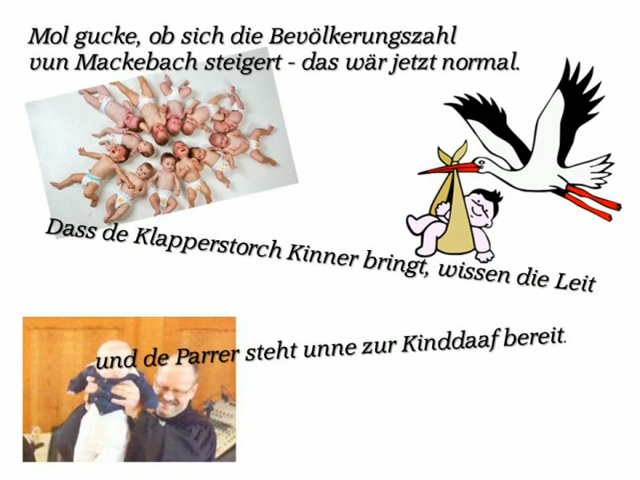 Mol gucke, ob sich die Bevölkerungszahl
vun Mackebach steigert - das wär jetzt normal.
Dass de Klapperstorch Kinner bringt, wissen die Leit
und de Parrer steht unne zur Kinddaaf bereit.